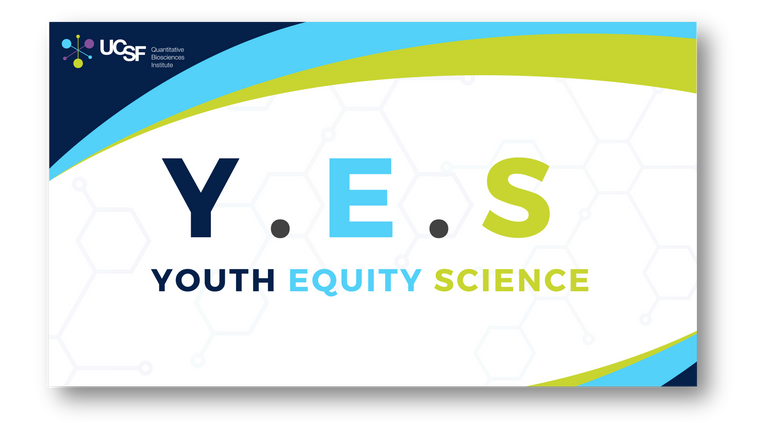 UCSF
Quantitative
Biosciences
Institute
Y.E.S
YOUTH EQUITY SCIENCE